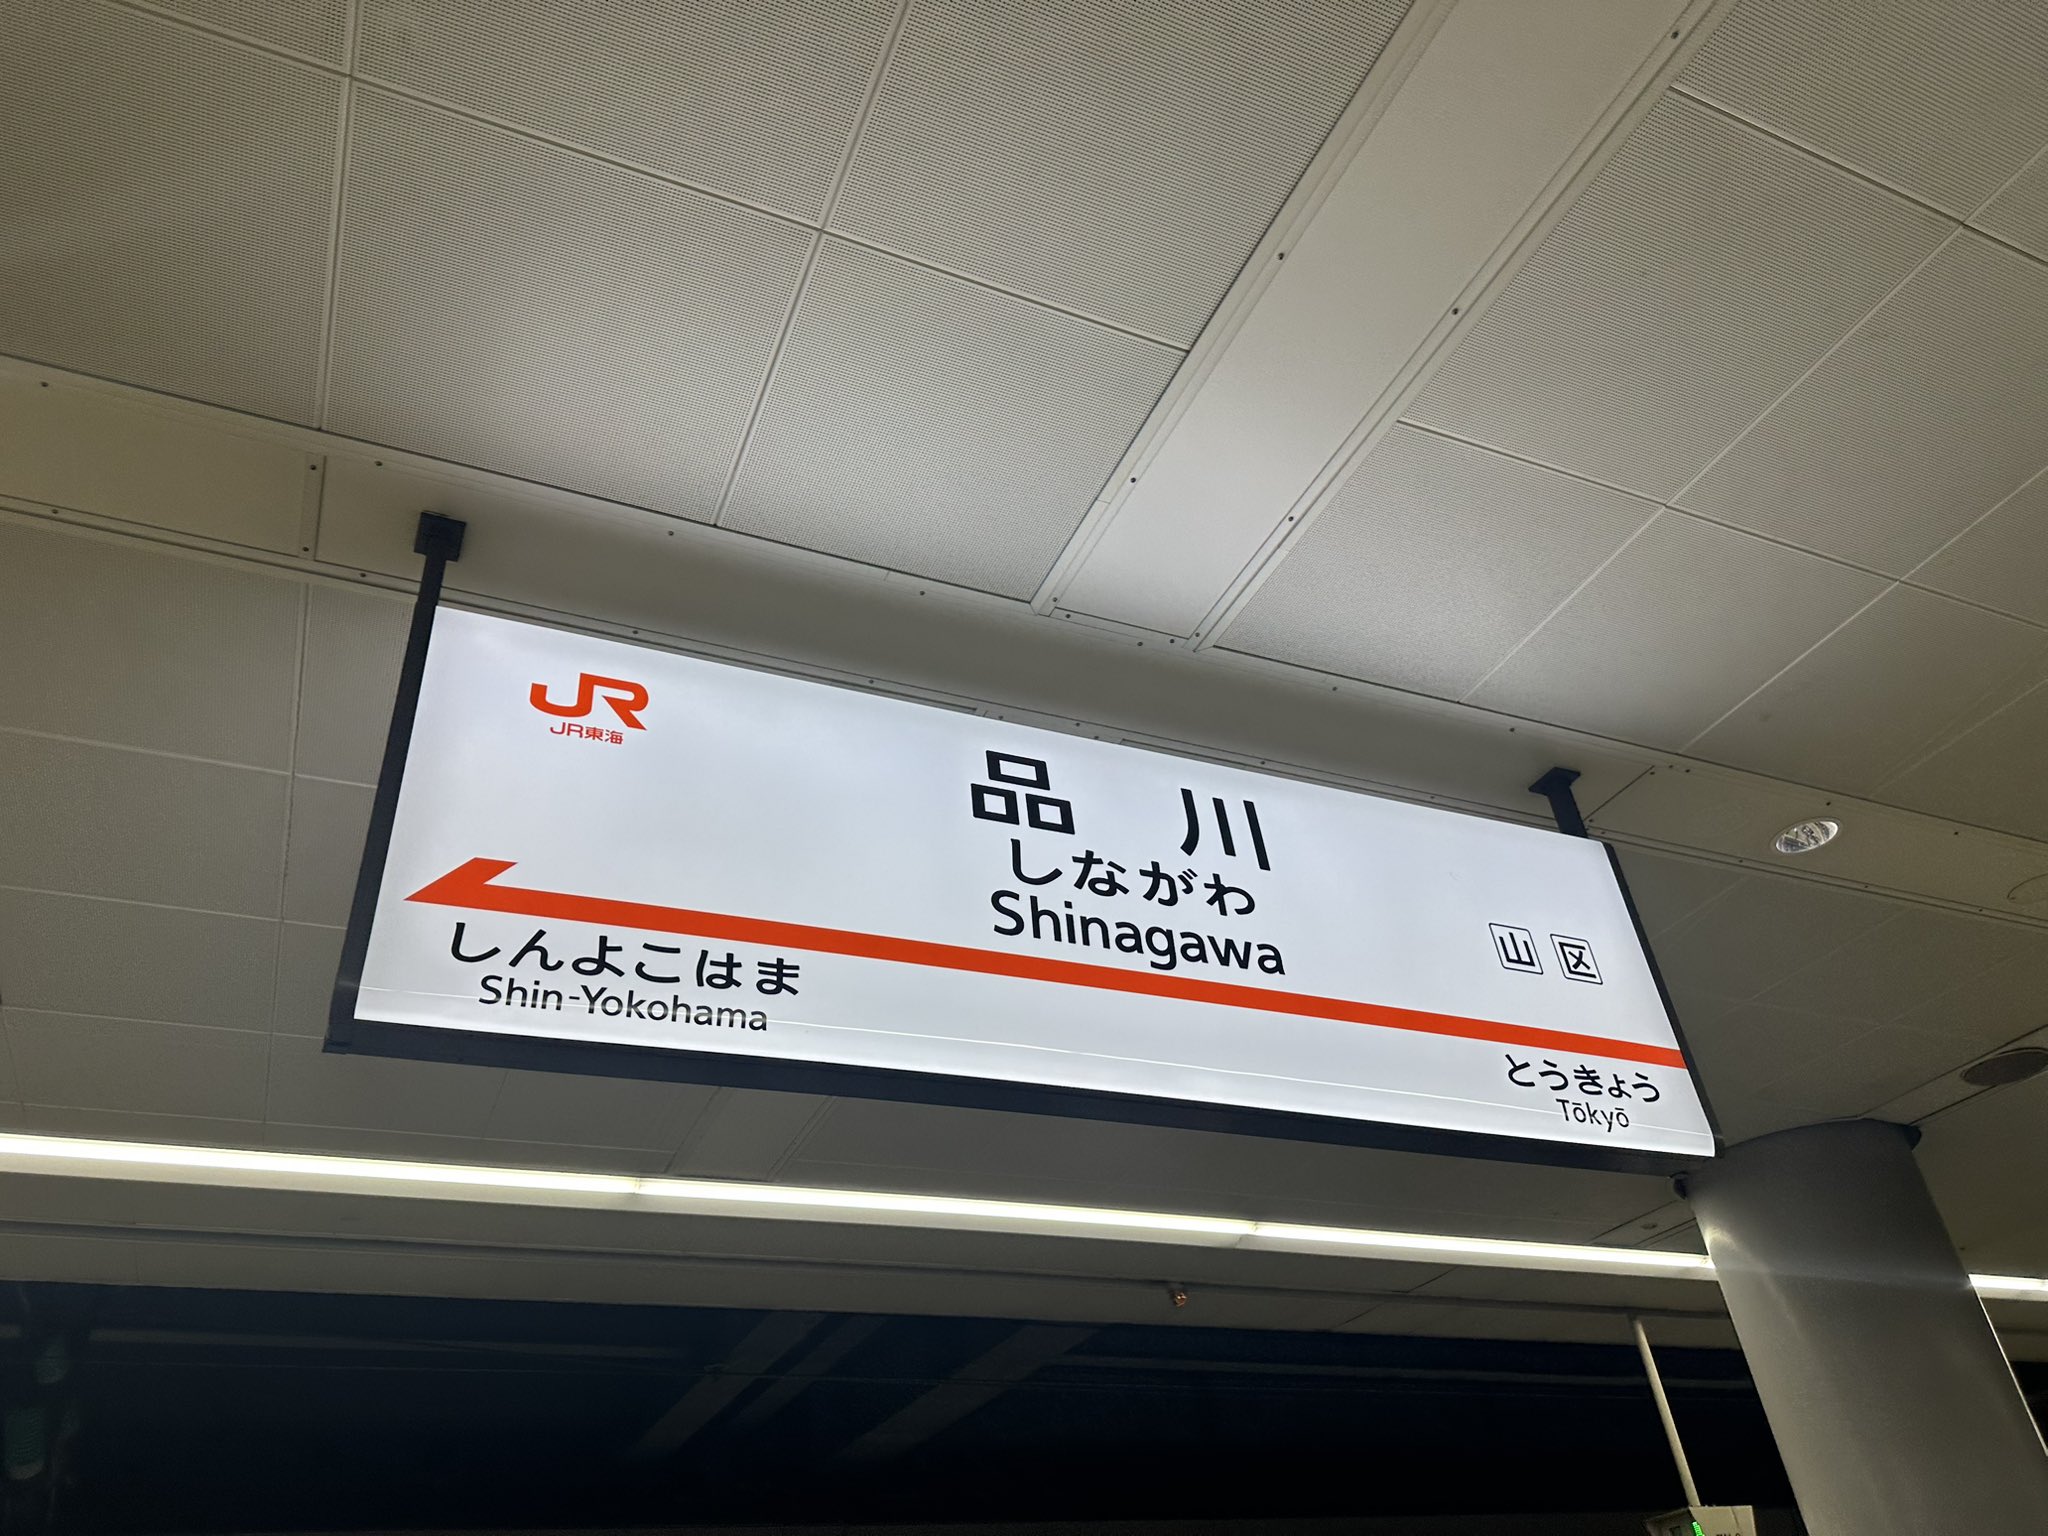 JR
JR東海
品川
しながわ
Shinagawa
山 区
しんよこはま
Shin-Yokohama
とうきょう
Tōkyō